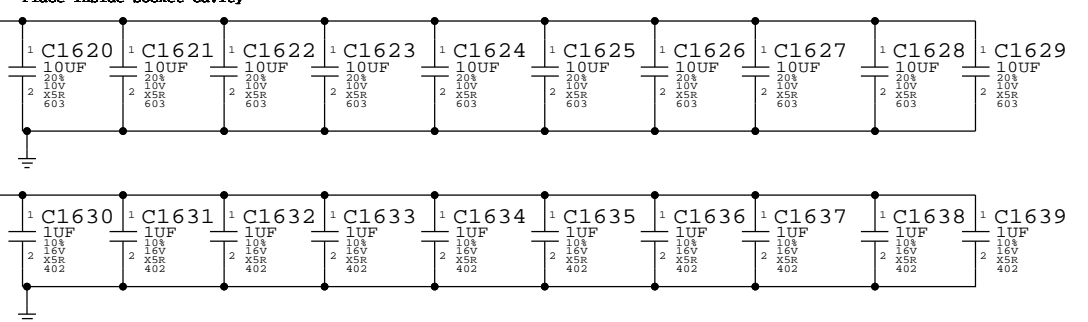 Place inside socket cavity
1 C1620 1 C1621 1 C1622 1 C1623 1 C1624 1 C1625 1 C1626 1 C1627 1 C1628 1 C1629
10UF 10UF 10UF 10UF 10UF 10UF 10UF 10UF 10UF 10UF
20% 20% 20% 20% 20% 20% 20% 20% 20% 20%
10V 10V 10V 10V 10V 10V 10V 10V 10V 10V
2 X5R 2 X5R 2 X5R 2 X5R 2 X5R 2 X5R 2 X5R 2 X5R 2 X5R 2 X5R
603 603 603 603 603 603 603 603 603 603
1 C1630 1 C1631 1 C1632 1 C1633 1 C1634 1 C1635 1 C1636 1 C1637 1 C1638 1 C1639
1UF 1UF 1UF 1UF 1UF 1UF 1UF 1UF 1UF 1UF
10% 10% 10% 10% 10% 10% 10% 10% 10% 10%
16V 16V 16V 16V 16V 16V 16V 16V 16V 16V
2 X5R 2 X5R 2 X5R 2 X5R 2 X5R 2 X5R 2 X5R 2 X5R 2 X5R 2 X5R
402 402 402 402 402 402 402 402 402 402